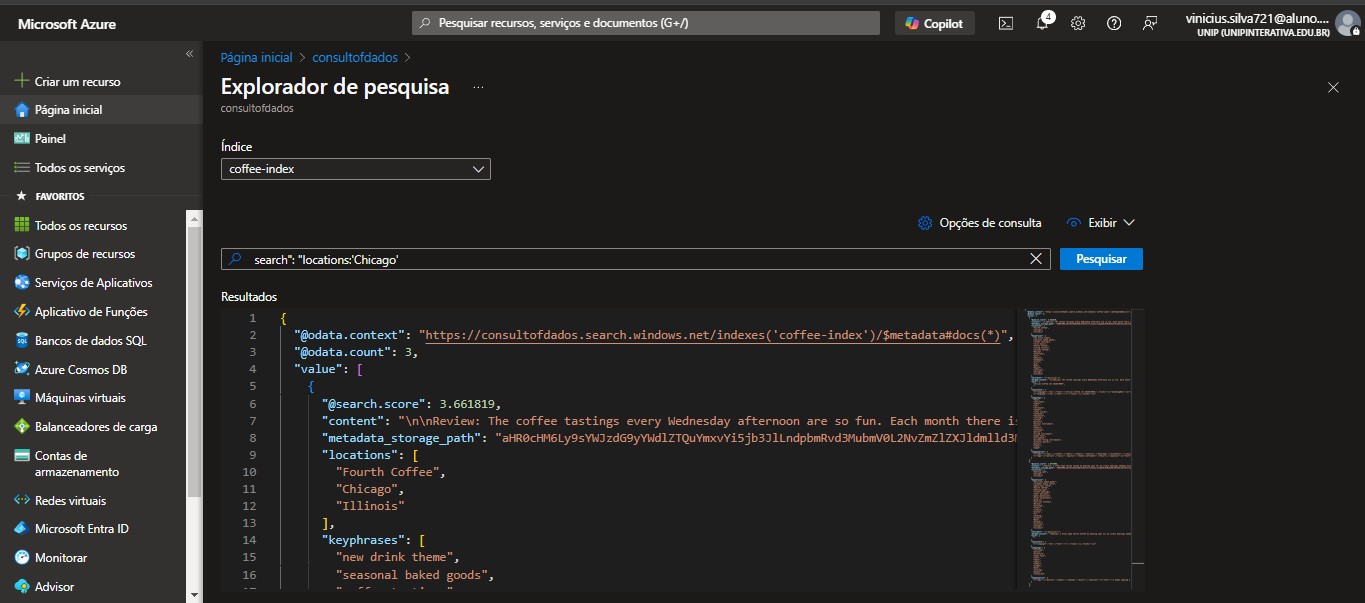 Microsoft Azure
Pesquisar recursos, serviços e documentos (G+/)
Copilot
4
vinicius.silva721@aluno....
UNIP (UNIPINTERATIVA.EDU.BR)
Criar um recurso
Página inicial
Painel
Todos os serviços
FAVORITOS
Todos os recursos
Grupos de recursos
Serviços de Aplicativos
Aplicativo de Funções
Bancos de dados SQL
Azure Cosmos DB
Máquinas virtuais
Balanceadores de carga
Contas de
armazenamento
Redes virtuais
Microsoft Entra ID
Monitorar
Advisor
Página inicial > consultofdados >
Explorador de pesquisa ...
consultofdados
Índice
coffee-index
Opções de consulta
Exibir
search": "locations:'Chicago'
Pesquisar
Resultados
1 {
2 "@odata.context": "https://consultofdados.search.windows.net/indexes('coffee-index')/$metadata#docs(*)",
3 "@odata.count": 3,
4 "value": [
5 {
6 "@search.score": 3.661819,
7 "content": "\n\nReview: The coffee tastings every Wednesday afternoon are so fun. Each month there is
8 "metadata_storage_path":
9 "locations": [
10 "Fourth Coffee",
11 "Chicago",
12 "Illinois"
13 ],
14 "keyphrases": [
15 "new drink theme",
16 "seasonal baked goods",